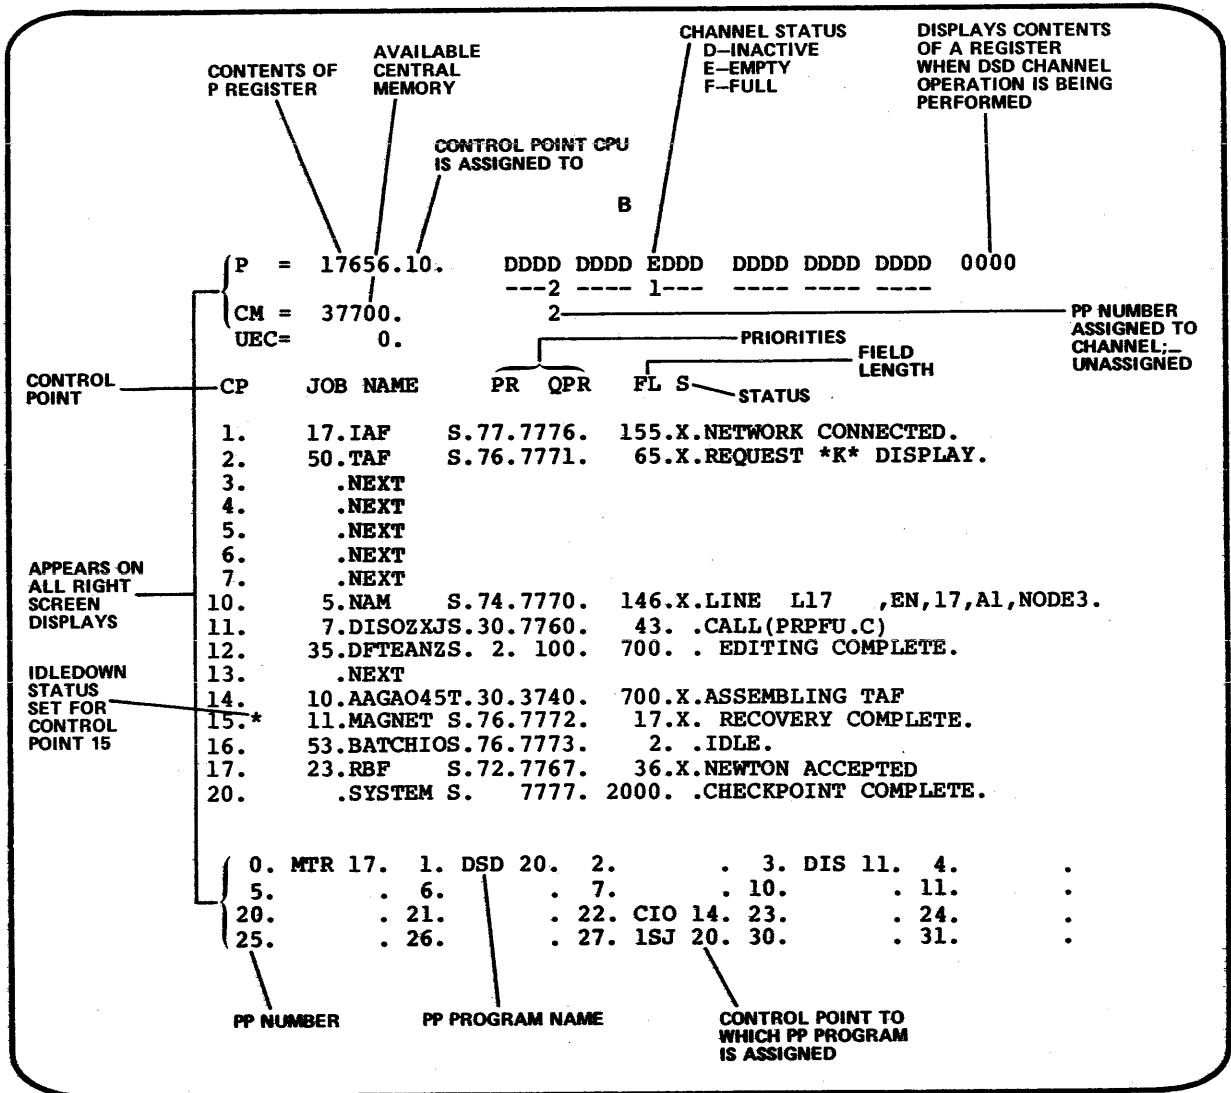 CONTENTS OF
P REGISTER
AVAILABLE
CENTRAL
MEMORY
CONTROL POINT CPU
IS ASSIGNED TO
CHANNEL STATUS
D—INACTIVE
E—EMPTY
F—FULL
DISPLAYS CONTENTS
OF A REGISTER
WHEN DSD CHANNEL
OPERATION IS BEING
PERFORMED
B
P = 17656.10. DDDD DDDD EDDD DDDD DDDD DDDD 0000
---2 ---- 1--- ---- ---- ----
CM = 37700. 2
UEC= 0.
PP NUMBER
ASSIGNED TO
CHANNEL;_
UNASSIGNED
PRIORITIES
FIELD
LENGTH
CONTROL
POINT
CP JOB NAME PR QPR FL S
STATUS
1. 17.IAF S.77.7776. 155.X.NETWORK CONNECTED.
2. 50.TAF S.76.7771. 65.X.REQUEST *K* DISPLAY.
3. .NEXT
4. .NEXT
5. .NEXT
6. .NEXT
7. .NEXT
10. 5.NAM S.74.7770. 146.X.LINE L17 ,EN,17,A1,NODE3.
11. 7.DISOZXJS.30.7760. 43. .CALL(PRPFU.C)
12. 35.DFTEANZS. 2. 100. 700. . EDITING COMPLETE.
13. .NEXT
14. 10.AAGAO45T.30.3740. 700.X.ASSEMBLING TAF
15.* 11.MAGNET S.76.7772. 17.X. RECOVERY COMPLETE.
16. 53.BATCHIOS.76.7773. 2. .IDLE.
17. 23.RBF S.72.7767. 36.X.NEWTON ACCEPTED
20. .SYSTEM S. 7777. 2000. .CHECKPOINT COMPLETE.
APPEARS ON
ALL RIGHT
SCREEN
DISPLAYS
IDLEDOWN
STATUS
SET FOR
CONTROL
POINT 15
0. MTR 17. 1. DSD 20. 2. . 3. DIS 11. 4. .
5. . 6. . 7. . 10. . 11. .
20. . 21. . 22. CIO 14. 23. . 24. .
25. . 26. . 27. 1SJ 20. 30. . 31. .
PP NUMBER
PP PROGRAM NAME
CONTROL POINT TO
WHICH PP PROGRAM
IS ASSIGNED